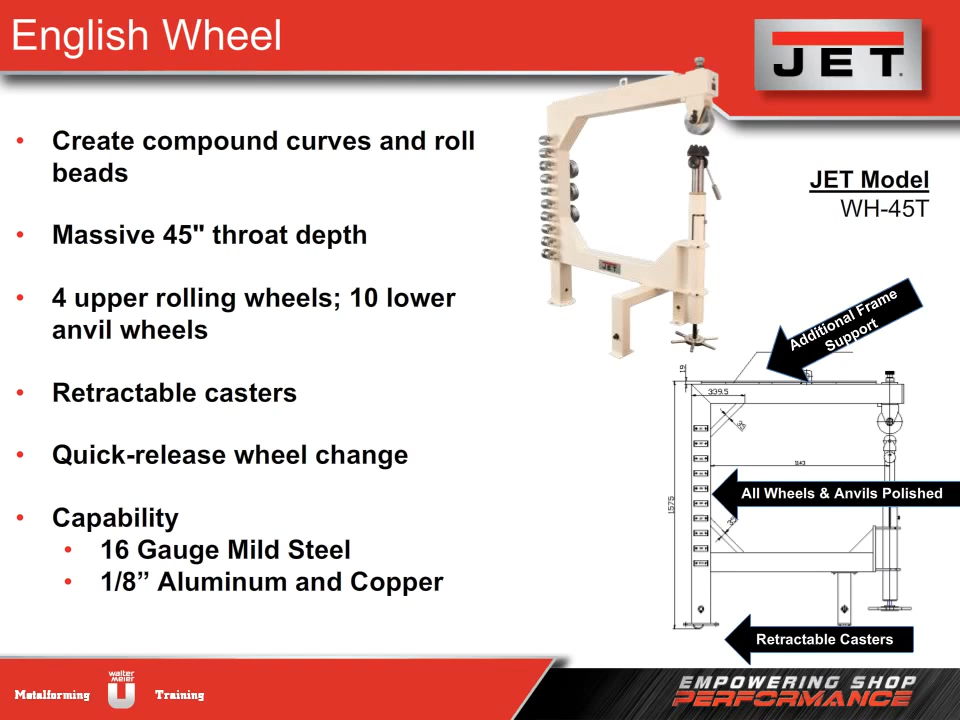 English Wheel
JET
• Create compound curves and roll
beads
• Massive 45" throat depth
• 4 upper rolling wheels; 10 lower
anvil wheels
• Retractable casters
• Quick-release wheel change
• Capability
• 16 Gauge Mild Steel
• 1/8” Aluminum and Copper
JET
JET Model
WH-45T
Additional Frame
Support
19
339.5
35
1143
All Wheels & Anvils Polished
1575
35
Retractable Casters
Metalforming
walter
meier
Training
EMPOWERING SHOP
PERFORMANCE